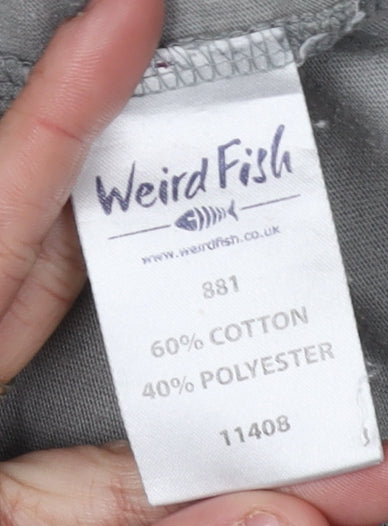 Weird Fish
www.weirdfish.co.uk
881
60% COTTON
40% POLYESTER
11408